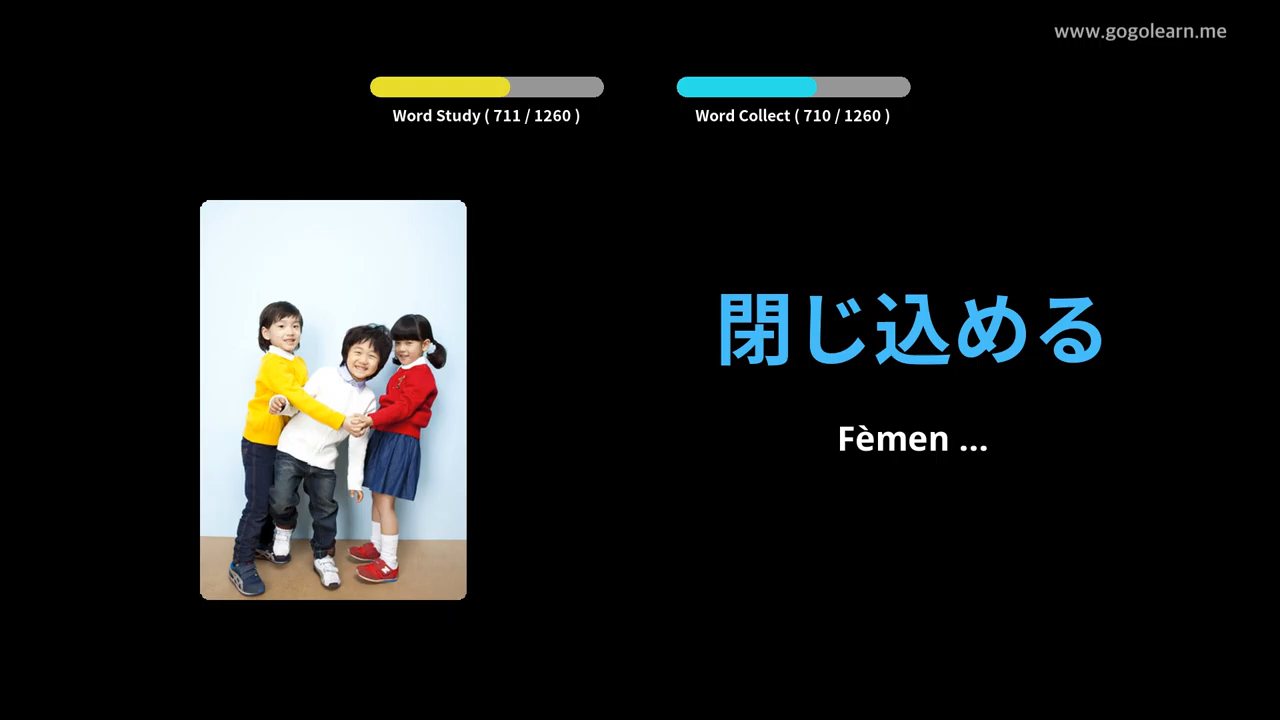 www.gogolearn.me
Word Study ( 711 / 1260 )
Word Collect ( 710 / 1260 )
閉じ込める
Fèmen ...